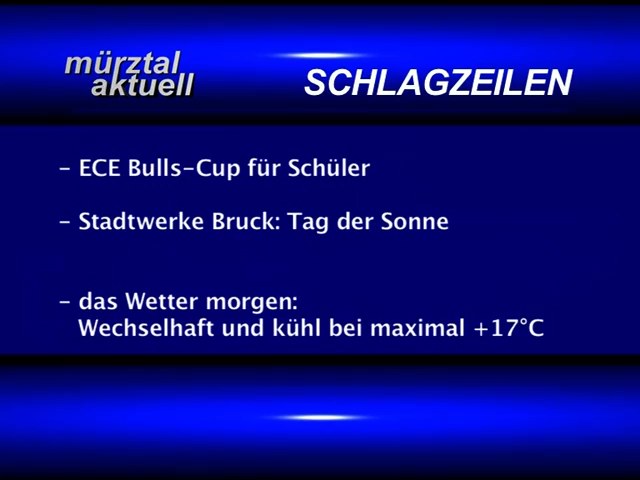 mürztal
aktuell
SCHLAGZEILEN
- ECE Bulls-Cup für Schüler
- Stadtwerke Bruck: Tag der Sonne
- das Wetter morgen:
Wechselhaft und kühl bei maximal +17°C